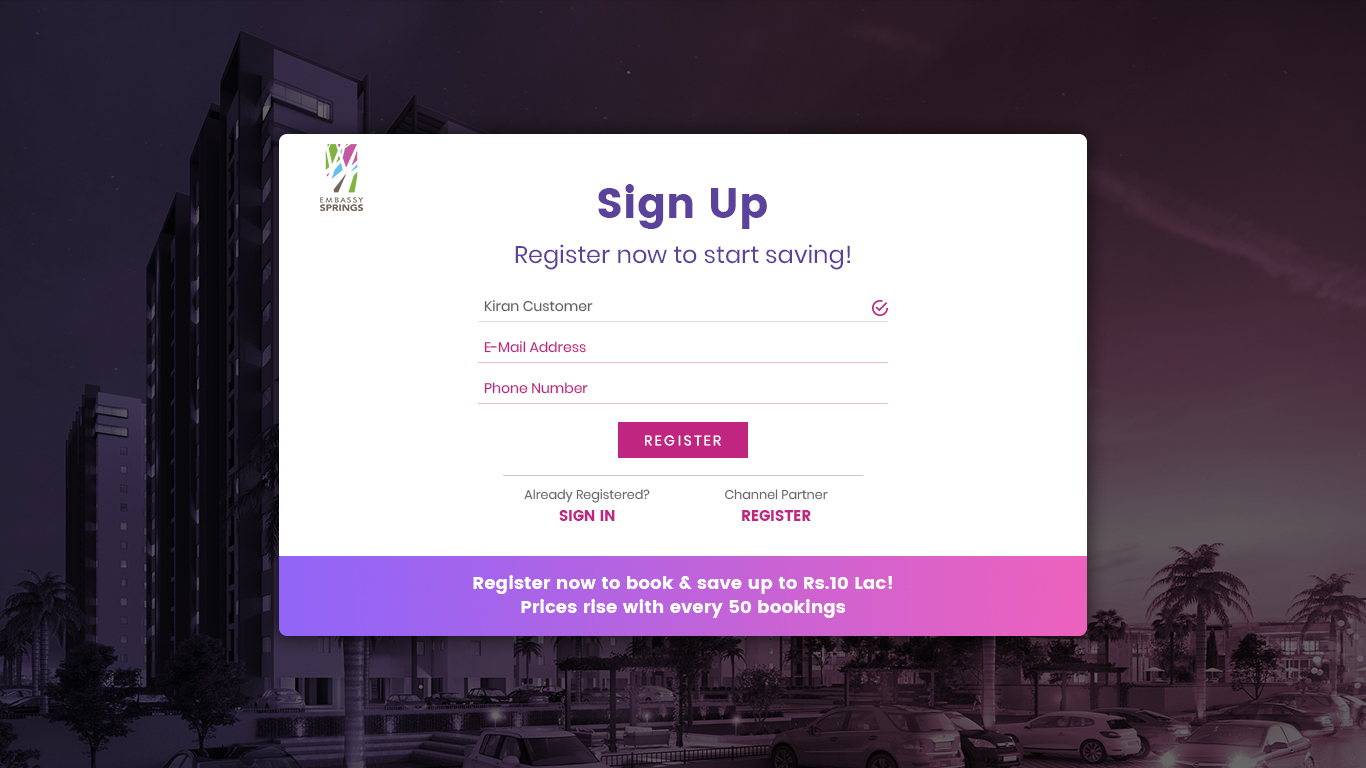 EMBASSY
SPRINGS
Sign Up
Register now to start saving!
Kiran Customer
E-Mail Address
Phone Number
REGISTER
Already Registered?
SIGN IN
Channel Partner
REGISTER
Register now to book & save up to Rs.10 Lac!
Prices rise with every 50 bookings